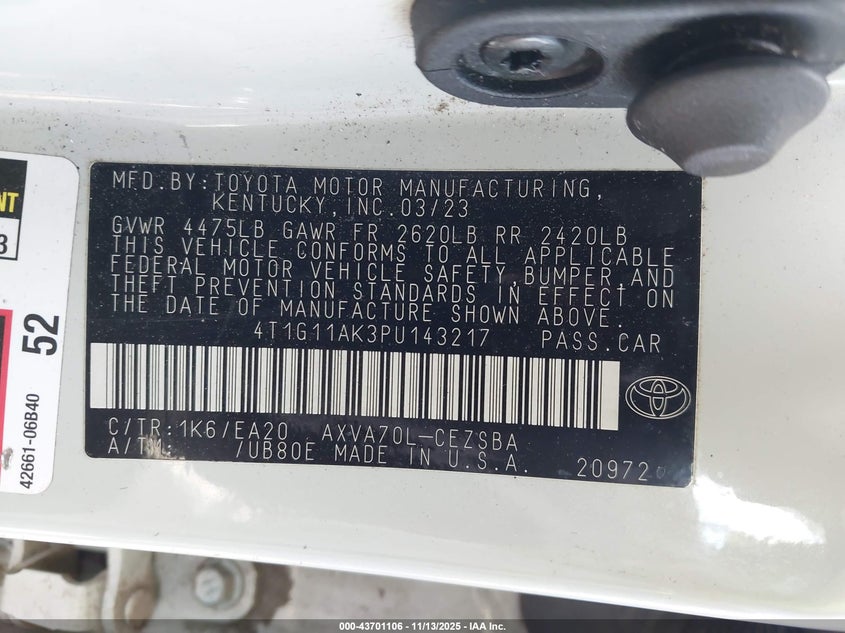 MFD.BY:TOYOTA MOTOR MANUFACTURING,
KENTUCKY,INC.03/23
GVWR 4475LB GAWR FR 2620LB RR 2420LB
THIS VEHICLE CONFORMS TO ALL APPLICABLE
FEDERAL MOTOR VEHICLE SAFETY,BUMPER,AND
THEFT PREVENTION STANDARDS IN EFFECT ON
THE DATE OF MANUFACTURE SHOWN ABOVE.
4T1G11AK3PU143217 PASS.CAR
C/TR:1K6/EA20 AXVA70L-CEZSBA
A/TM: /UB80E MADE IN U.S.A. 20972
NT
3
52
42661-06B40
000-43701106 - 11/13/2025 - IAA Inc.